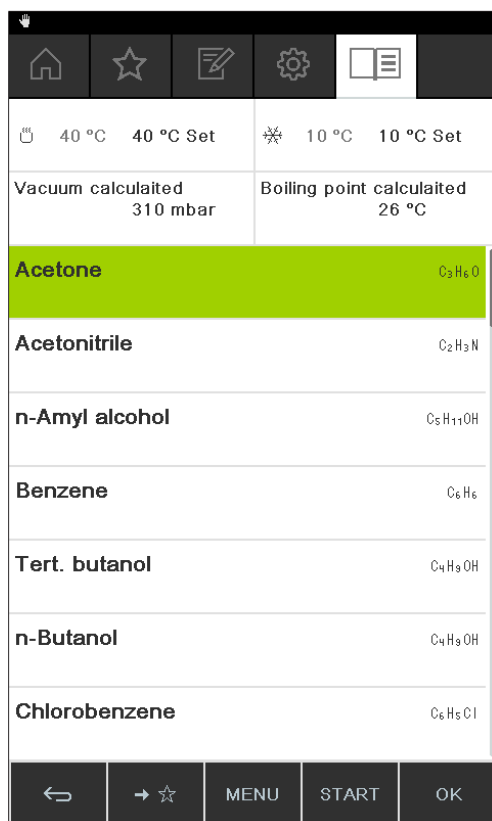 40 °C 40 °C Set 10 °C 10 °C Set
Vacuum calculaited Boiling point calculaited
310 mbar 26 °C
Acetone C₃H₆O
Acetonitrile C₂H₃N
n-Amyl alcohol C₅H₁₁OH
Benzene C₆H₆
Tert. butanol C₄H₉OH
n-Butanol C₄H₉OH
Chlorobenzene C₆H₅Cl
MENU START OK